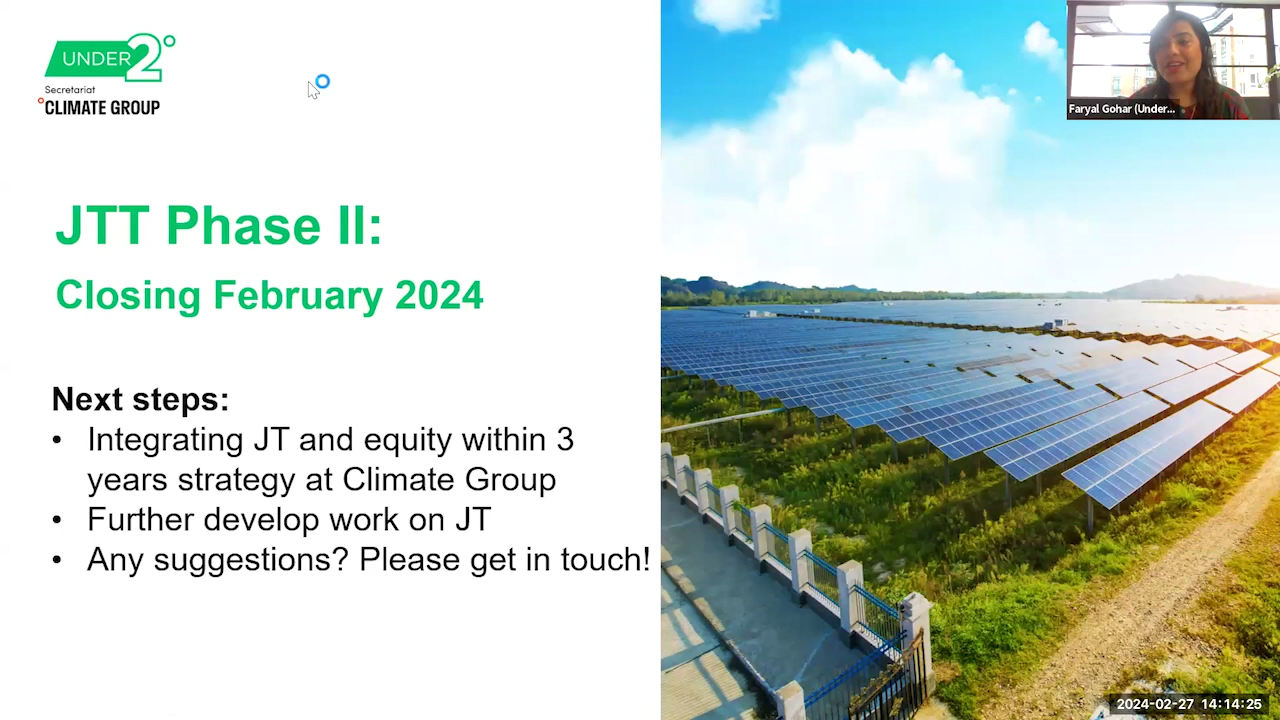 UNDER2°
Secretariat
°CLIMATE GROUP
Faryal Gohar (Under...
JTT Phase II:
Closing February 2024
Next steps:
• Integrating JT and equity within 3
years strategy at Climate Group
• Further develop work on JT
• Any suggestions? Please get in touch!
2024-02-27 14:14:25